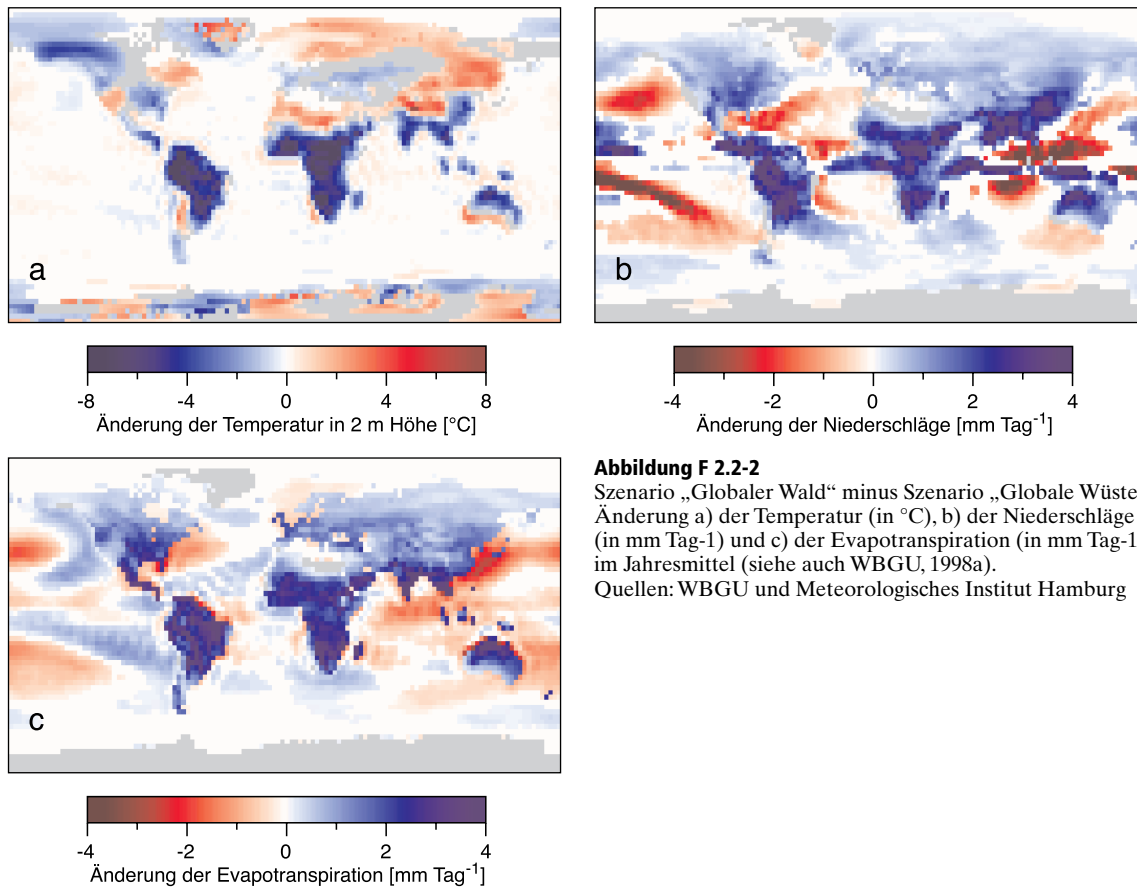 a
-8 -4 0 4 8
Änderung der Temperatur in 2 m Höhe [°C]
b
-4 -2 0 2 4
Änderung der Niederschläge [mm Tag-1]
c
-4 -2 0 2 4
Änderung der Evapotranspiration [mm Tag-1]
Abbildung F 2.2-2
Szenario „Globaler Wald“ minus Szenario „Globale Wüste
Änderung a) der Temperatur (in °C), b) der Niederschläge
(in mm Tag-1) und c) der Evapotranspiration (in mm Tag-1
im Jahresmittel (siehe auch WBGU, 1998a).
Quellen: WBGU und Meteorologisches Institut Hamburg